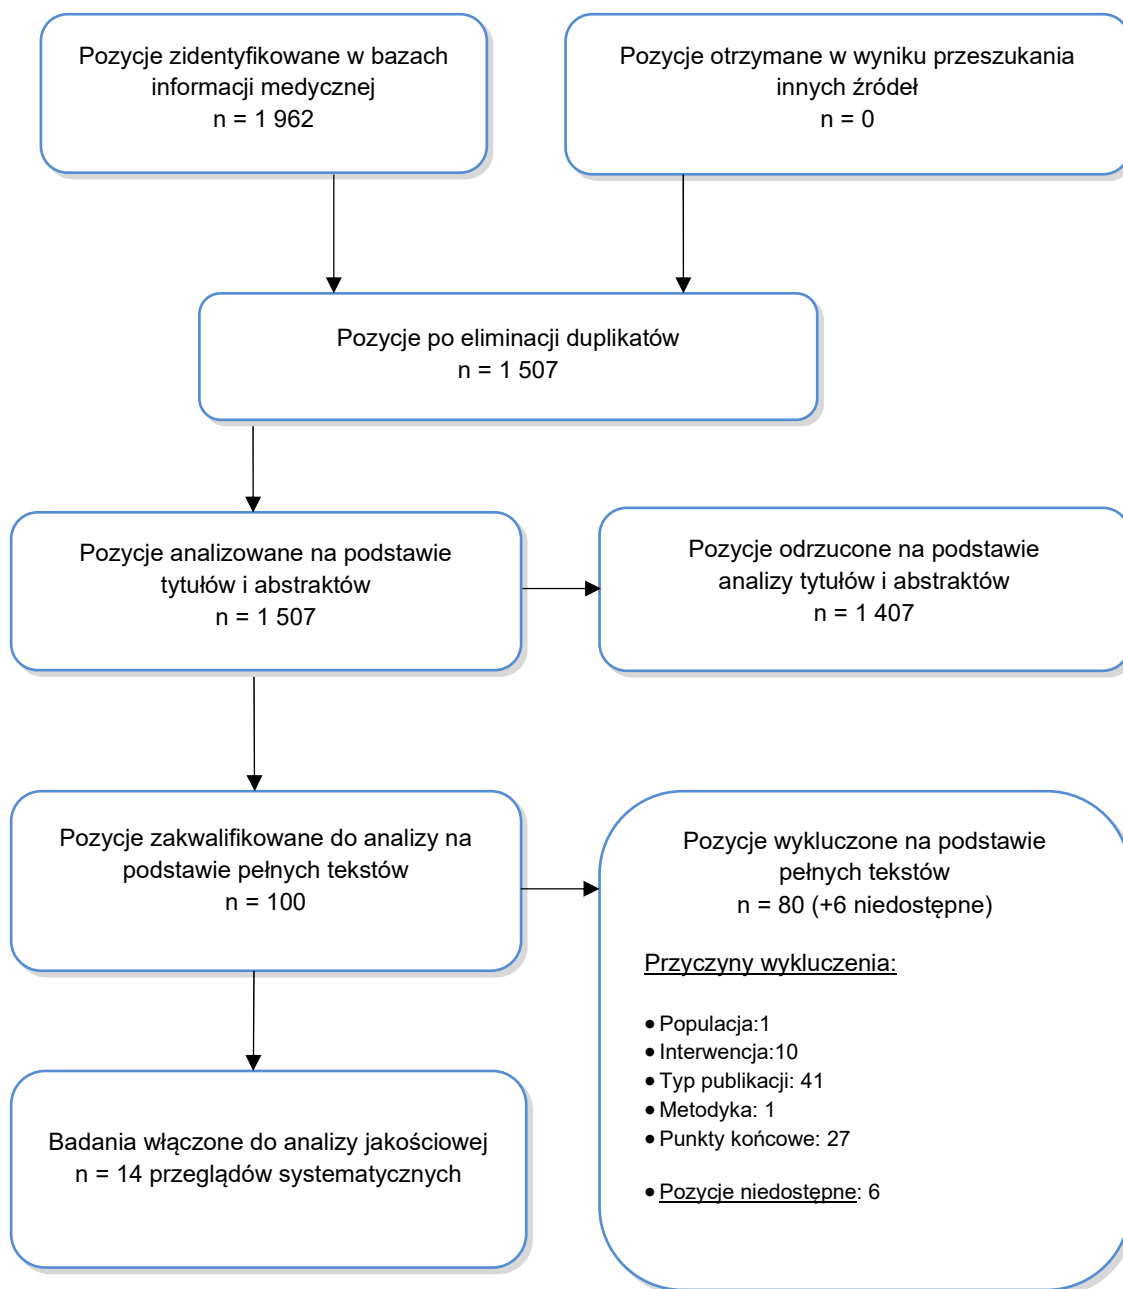 Pozycje zidentyfikowane w bazach
informacji medycznej
n = 1 962
Pozycje otrzymane w wyniku przeszukania
innych źródeł
n = 0
Pozycje po eliminacji duplikatów
n = 1 507
Pozycje analizowane na podstawie
tytułów i abstraktów
n = 1 507
Pozycje odrzucone na podstawie
analizy tytułów i abstraktów
n = 1 407
Pozycje zakwalifikowane do analizy na
podstawie pełnych tekstów
n = 100
Pozycje wykluczone na podstawie
pełnych tekstów
n = 80 (+6 niedostępne)
Przyczyny wykluczenia:
• Populacja:1
• Interwencja:10
• Typ publikacji: 41
• Metodyka: 1
• Punkty końcowe: 27
• Pozycje niedostępne: 6
Badania włączone do analizy jakościowej
n = 14 przeglądów systematycznych